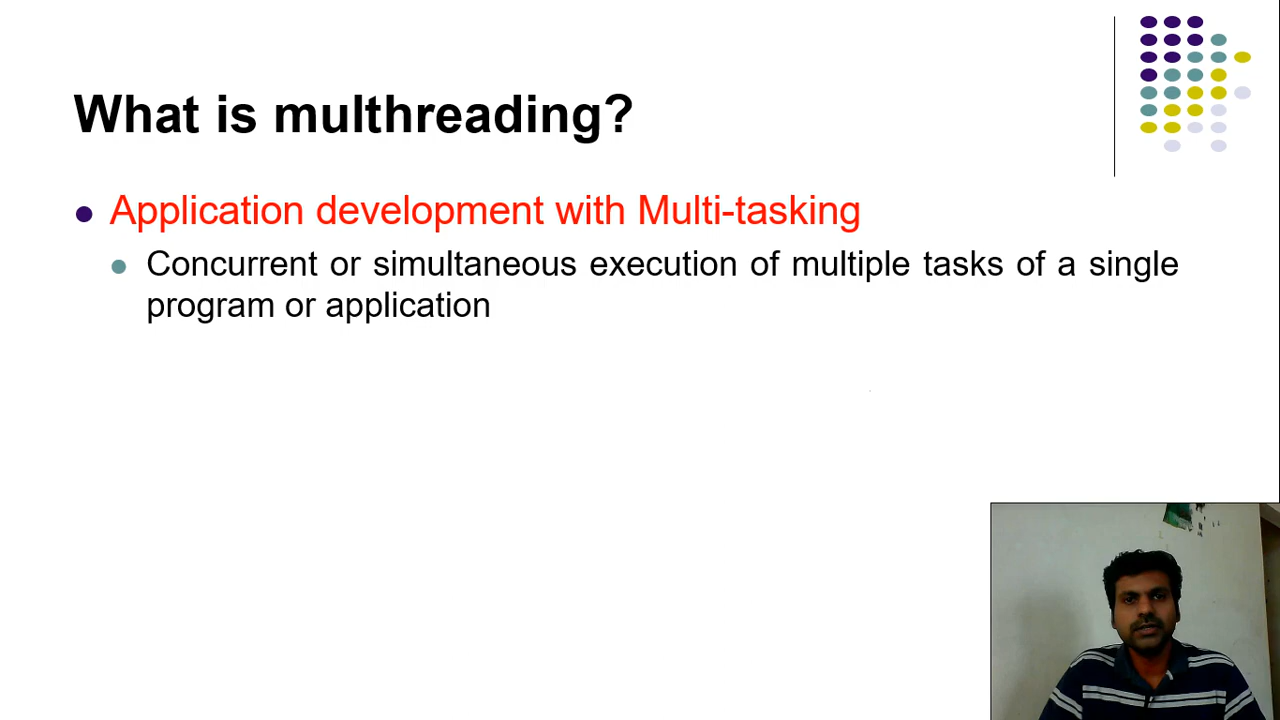 What is multhreading?
Application development with Multi-tasking
Concurrent or simultaneous execution of multiple tasks of a single
program or application